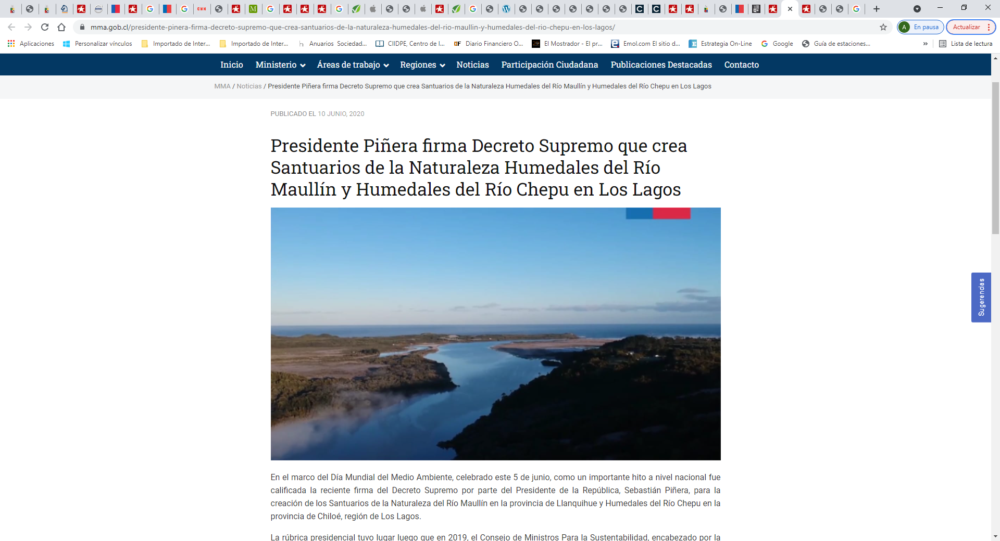 CNN
M
C
C
mma.gob.cl/presidente-pinera-firma-decreto-supremo-que-crea-santuarios-de-la-naturaleza-humedales-del-rio-maullin-y-humedales-del-rio-chepu-en-los-lagos/
A En pausa
Actualizar
Aplicaciones
Personalizar vínculos
Importado de Inter...
Importado de Inter...
Anuarios Sociedad...
CIIDPE, Centro de I...
DF Diario Financiero O...
El Mostrador - El pr...
Emol.com El sitio d...
Estrategia On-Line
Google
Guía de estaciones...
»
Lista de lectura
Inicio
Ministerio
Áreas de trabajo
Regiones
Noticias
Participación Ciudadana
Publicaciones Destacadas
Contacto
MMA / Noticias / Presidente Piñera firma Decreto Supremo que crea Santuarios de la Naturaleza Humedales del Río Maullín y Humedales del Río Chepu en Los Lagos
PUBLICADO EL 10 JUNIO, 2020
Presidente Piñera firma Decreto Supremo que crea
Santuarios de la Naturaleza Humedales del Río
Maullín y Humedales del Río Chepu en Los Lagos
Sugerencias
En el marco del Día Mundial del Medio Ambiente, celebrado este 5 de junio, como un importante hito a nivel nacional fue
calificada la reciente firma del Decreto Supremo por parte del Presidente de la República, Sebastián Piñera, para la
creación de los Santuarios de la Naturaleza del Río Maullín en la provincia de Llanquihue y Humedales del Río Chepu en la
provincia de Chiloé, región de Los Lagos.
La rúbrica presidencial tuvo lugar luego que en 2019, el Consejo de Ministros Para la Sustentabilidad, encabezado por la